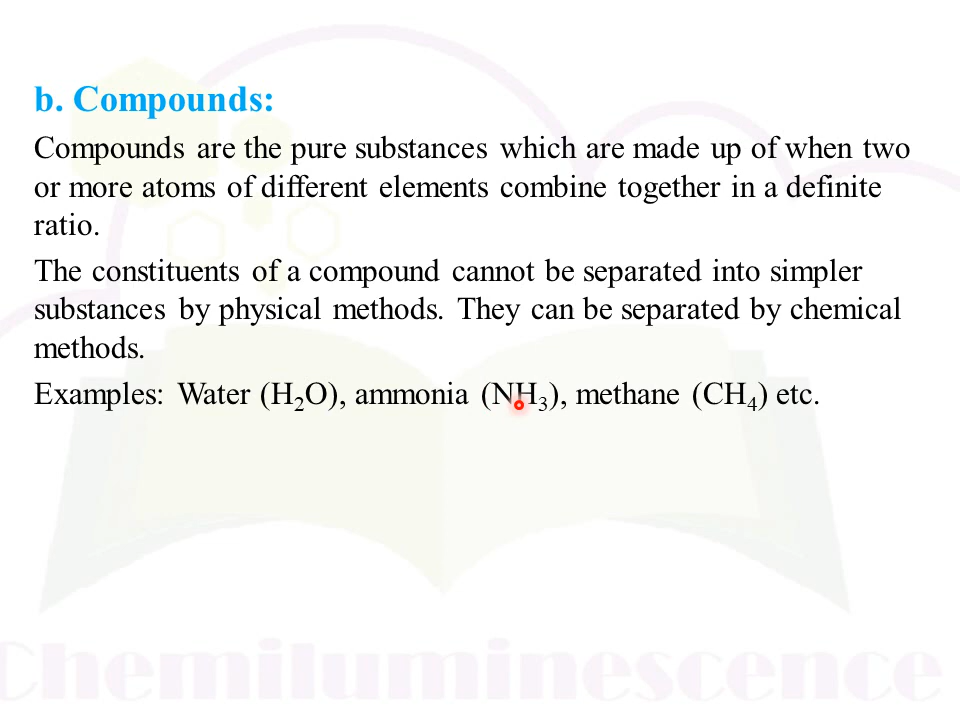 b. Compounds:
Compounds are the pure substances which are made up of when two
or more atoms of different elements combine together in a definite
ratio.
The constituents of a compound cannot be separated into simpler
substances by physical methods. They can be separated by chemical
methods.
Examples: Water (H₂O), ammonia (NH₃), methane (CH₄) etc.
Chemiluminescence